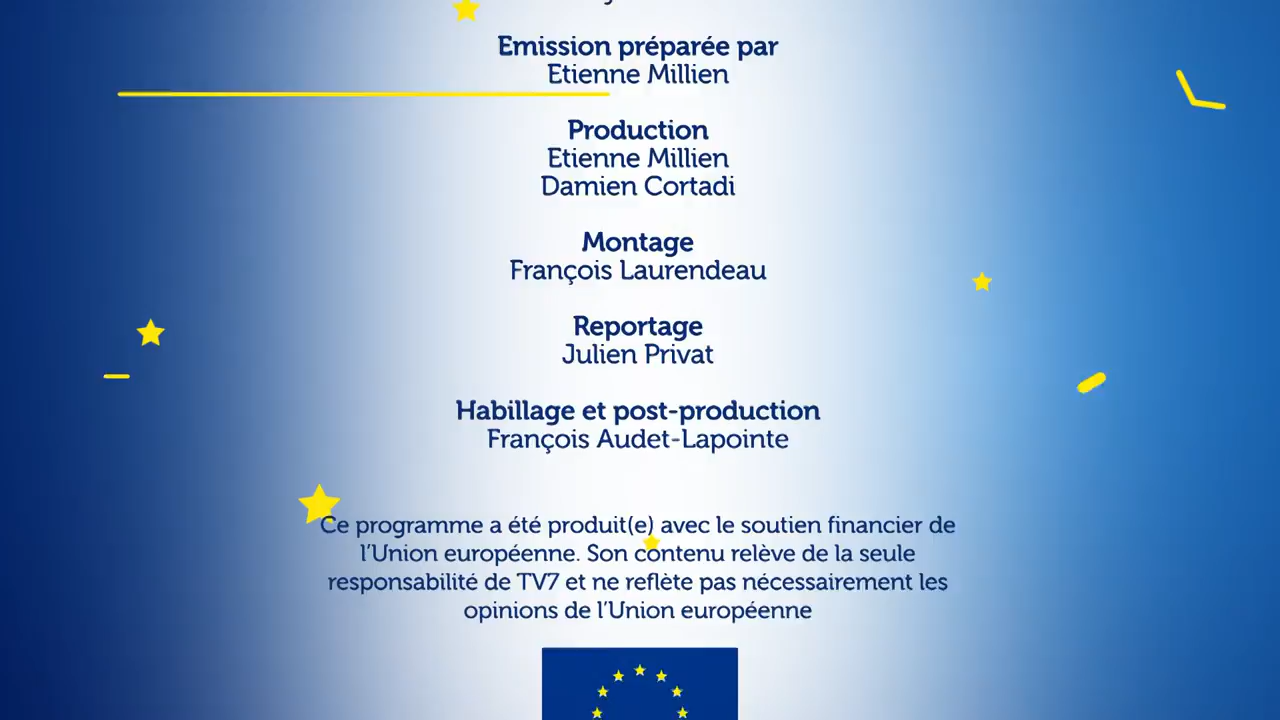 Emission préparée par
Etienne Millien
Production
Etienne Millien
Damien Cortadi
Montage
François Laurendeau
Reportage
Julien Privat
Habillage et post-production
François Audet-Lapointe
Ce programme a été produit(e) avec le soutien financier de
l'Union européenne. Son contenu relève de la seule
responsabilité de TV7 et ne reflète pas nécessairement les
opinions de l'Union européenne